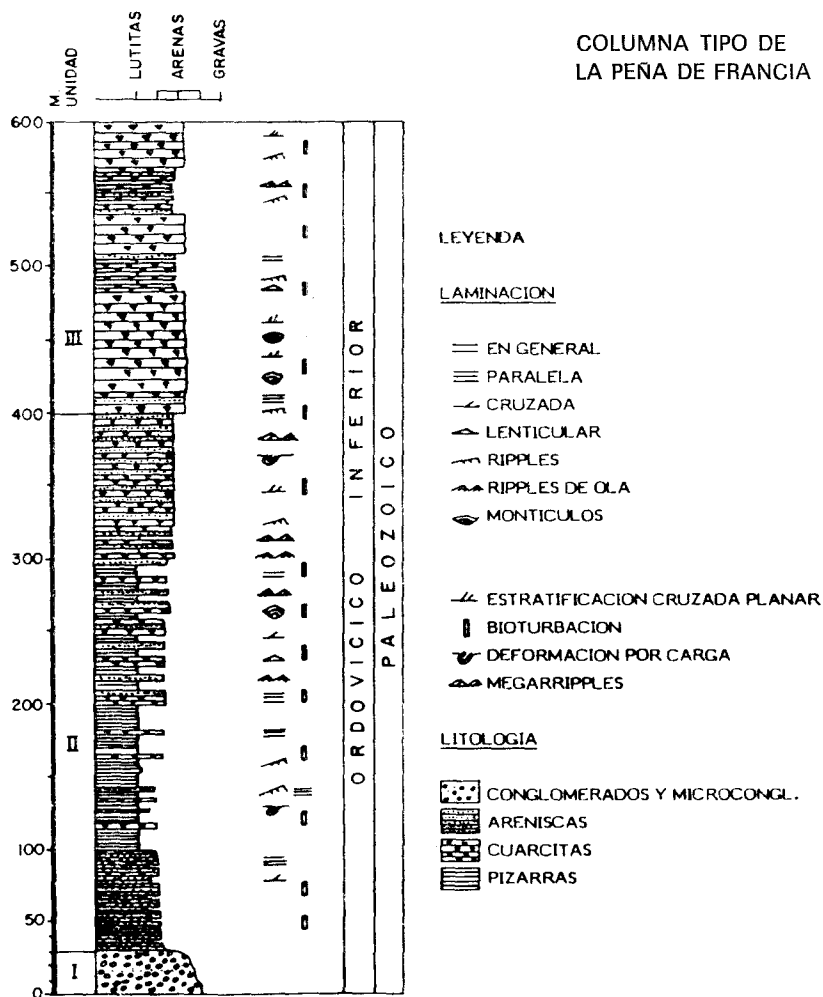 COLUMNA TIPO DE
LA PEÑA DE FRANCIA
M.
UNIDAD
LUTITAS
ARENAS
GRAVAS
600
500
400
300
200
100
50
0
III
II
I
ORDOVICICO INFERIOR
PALEOZOICO
LEYENDA
LAMINACION
EN GENERAL
PARALELA
CRUZADA
LENTICULAR
RIPPLES
RIPPLES DE OLA
MONTICULOS
ESTRATIFICACION CRUZADA PLANAR
BIOTURBACION
DEFORMACION POR CARGA
MEGARRIPPLES
LITOLOGIA
CONGLOMERADOS Y MICROCONGL.
ARENISCAS
CUARCITAS
PIZARRAS